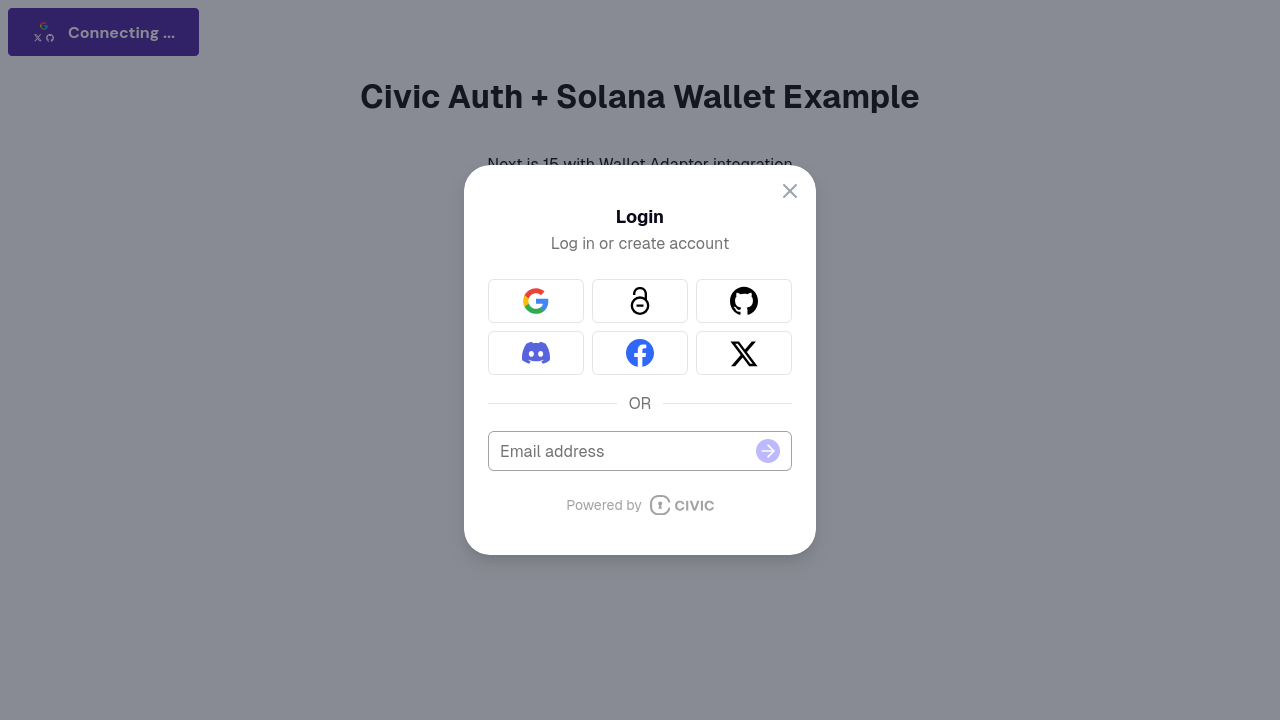 Connecting ...
Civic Auth + Solana Wallet Example
Next js 15 with Wallet Adapter integration
Login
Log in or create account
OR
Email address
Powered by CIVIC